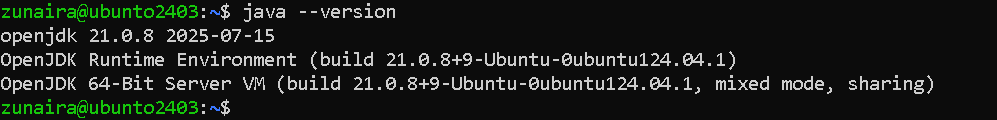 zunaira@ubunto2403:~$ java --version
openjdk 21.0.8 2025-07-15
OpenJDK Runtime Environment (build 21.0.8+9-Ubuntu-0ubuntu124.04.1)
OpenJDK 64-Bit Server VM (build 21.0.8+9-Ubuntu-0ubuntu124.04.1, mixed mode, sharing)
zunaira@ubunto2403:~$